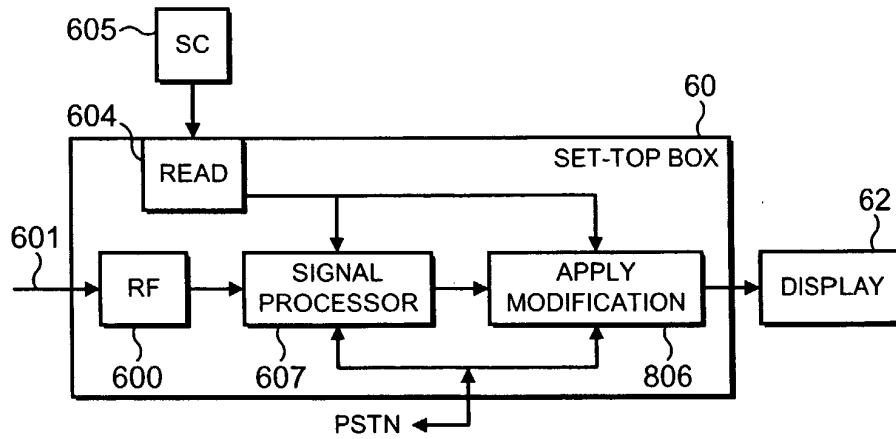 605
SC
604
READ
60
SET-TOP BOX
601
RF
600
SIGNAL
PROCESSOR
607
APPLY
MODIFICATION
806
62
DISPLAY
PSTN